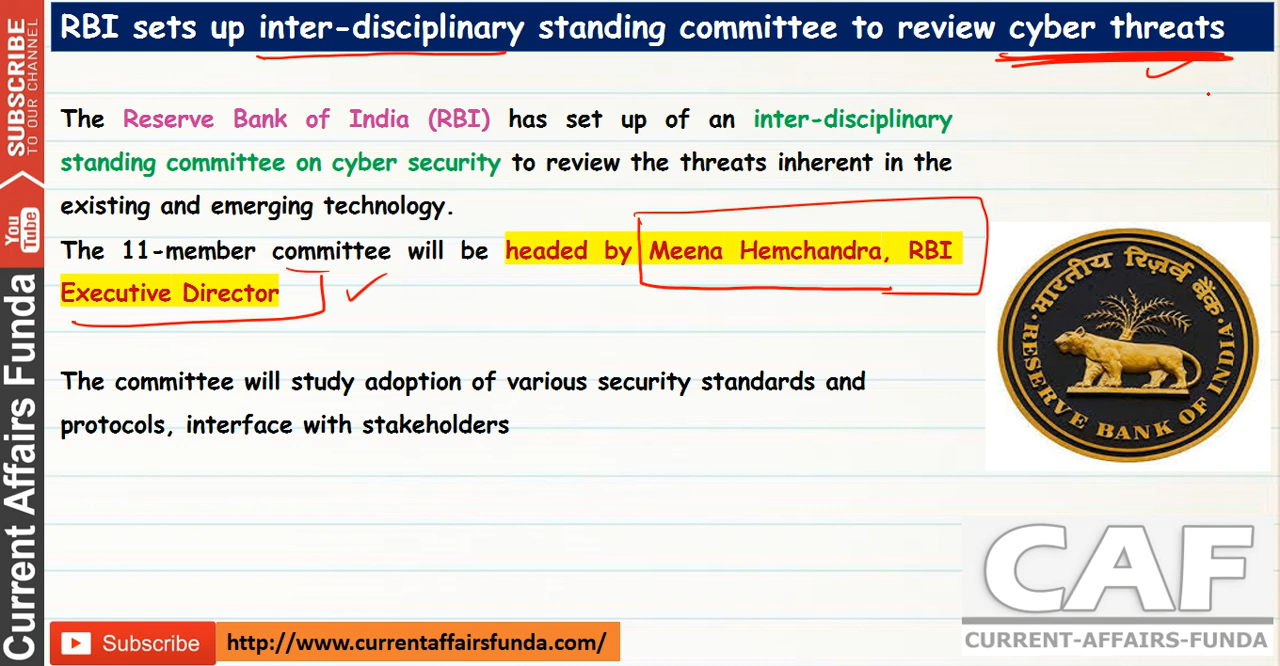 RBI sets up inter-disciplinary standing committee to review cyber threats
The Reserve Bank of India (RBI) has set up of an inter-disciplinary
standing committee on cyber security to review the threats inherent in the
existing and emerging technology.
The 11-member committee will be headed by Meena Hemchandra, RBI
Executive Director
The committee will study adoption of various security standards and
protocols, interface with stakeholders
भारतीय रिज़र्व बैंक
RESERVE BANK OF INDIA
CAF
CURRENT-AFFAIRS-FUNDA
SUBSCRIBE
TO OUR CHANNEL
You
Tube
Current Affairs Funda
Subscribe
http://www.currentaffairsfunda.com/